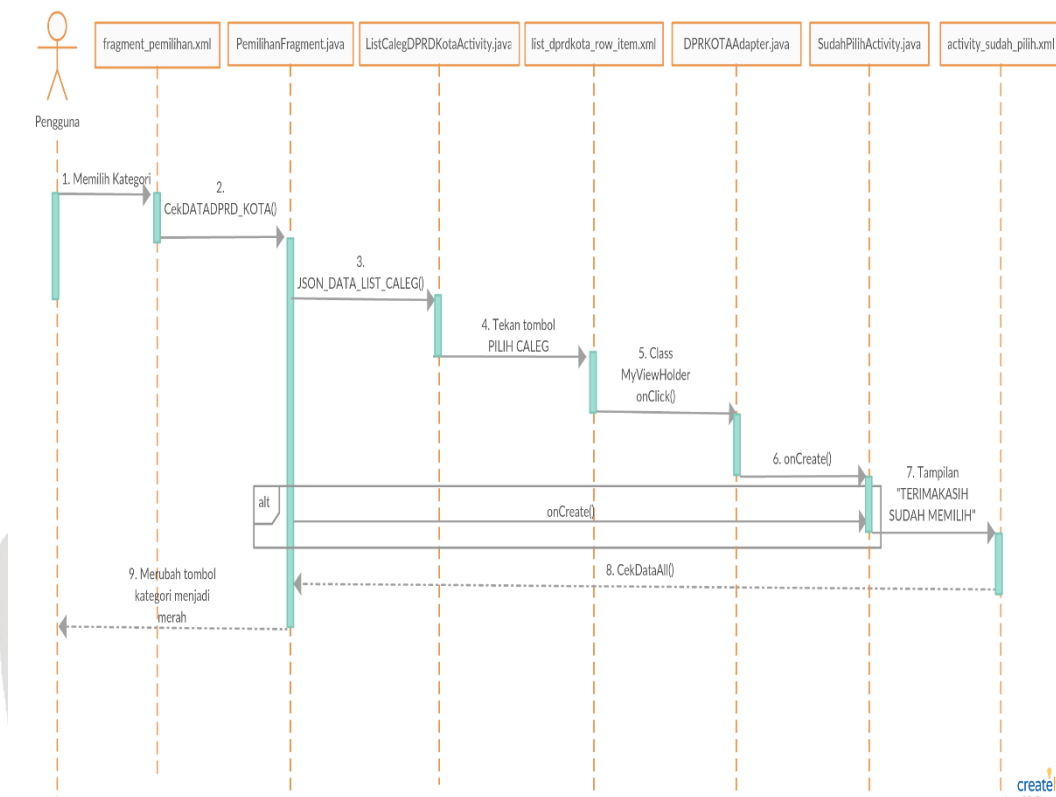 fragment_pemilihan.xml
PemilihanFragment.java
ListCalegDPRDKotaActivity.java
list_dprdkota_row_item.xml
DPRKOTAAdapter.java
SudahPilihActivity.java
activity_sudah_pilih.xml
Pengguna
1. Memilih Kategori
2.
CekDATADPRD_KOTA()
3.
JSON_DATA_LIST_CALEG()
4. Tekan tombol
PILIH CALEG
5. Class
MyViewHolder
onClick()
6. onCreate()
7. Tampilan
"TERIMAKASIH
SUDAH MEMILIH"
alt
onCreate()
8. CekDataAll()
9. Merubah tombol
kategori menjadi
merah
create